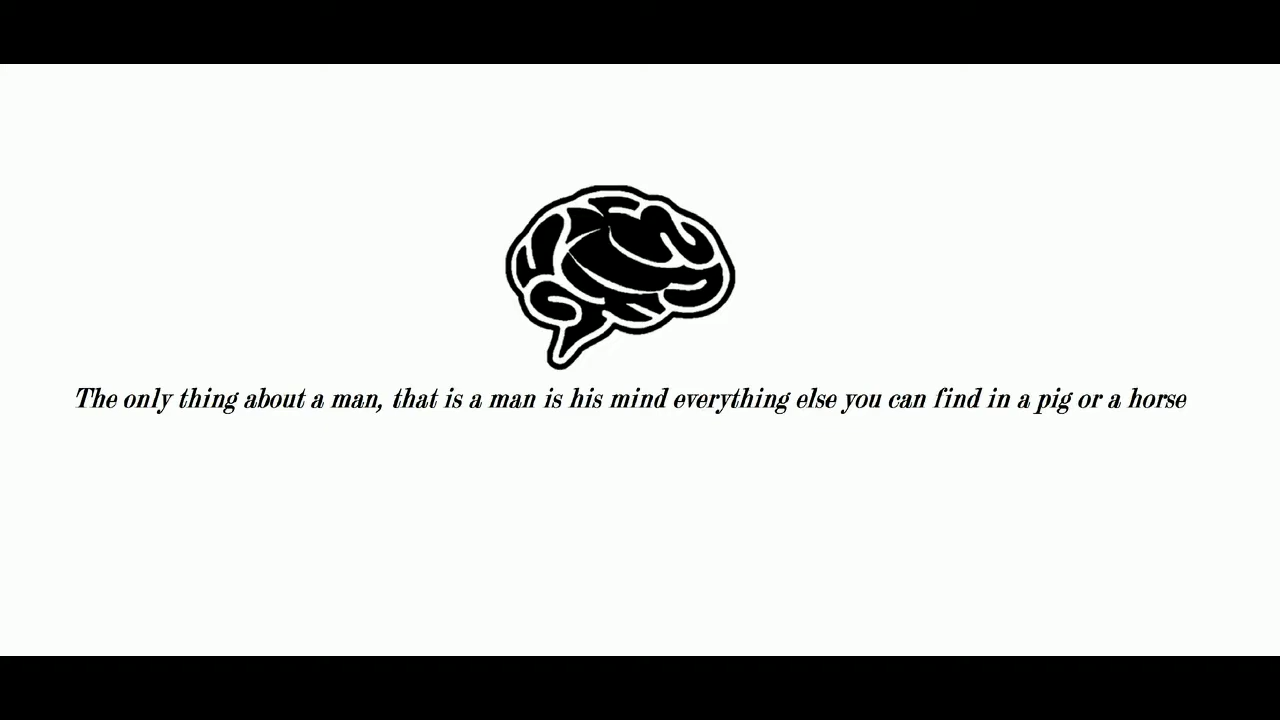 The only thing about a man, that is a man is his mind everything else you can find in a pig or a horse